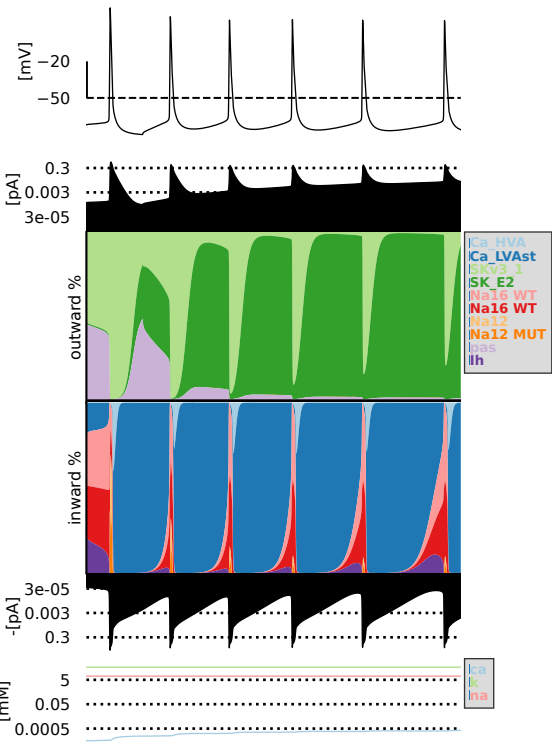 [mV]
−20
−50
[pA]
0.3
0.003
3e-05
outward %
Ca_HVA
Ca_LVAst
SKv3_1
SK_E2
Na16 WT
Na16 WT
Na12
Na12 MUT
pas
Ih
inward %
-[pA]
3e-05
0.003
0.3
[mM]
5
0.05
0.0005
ca
k
na